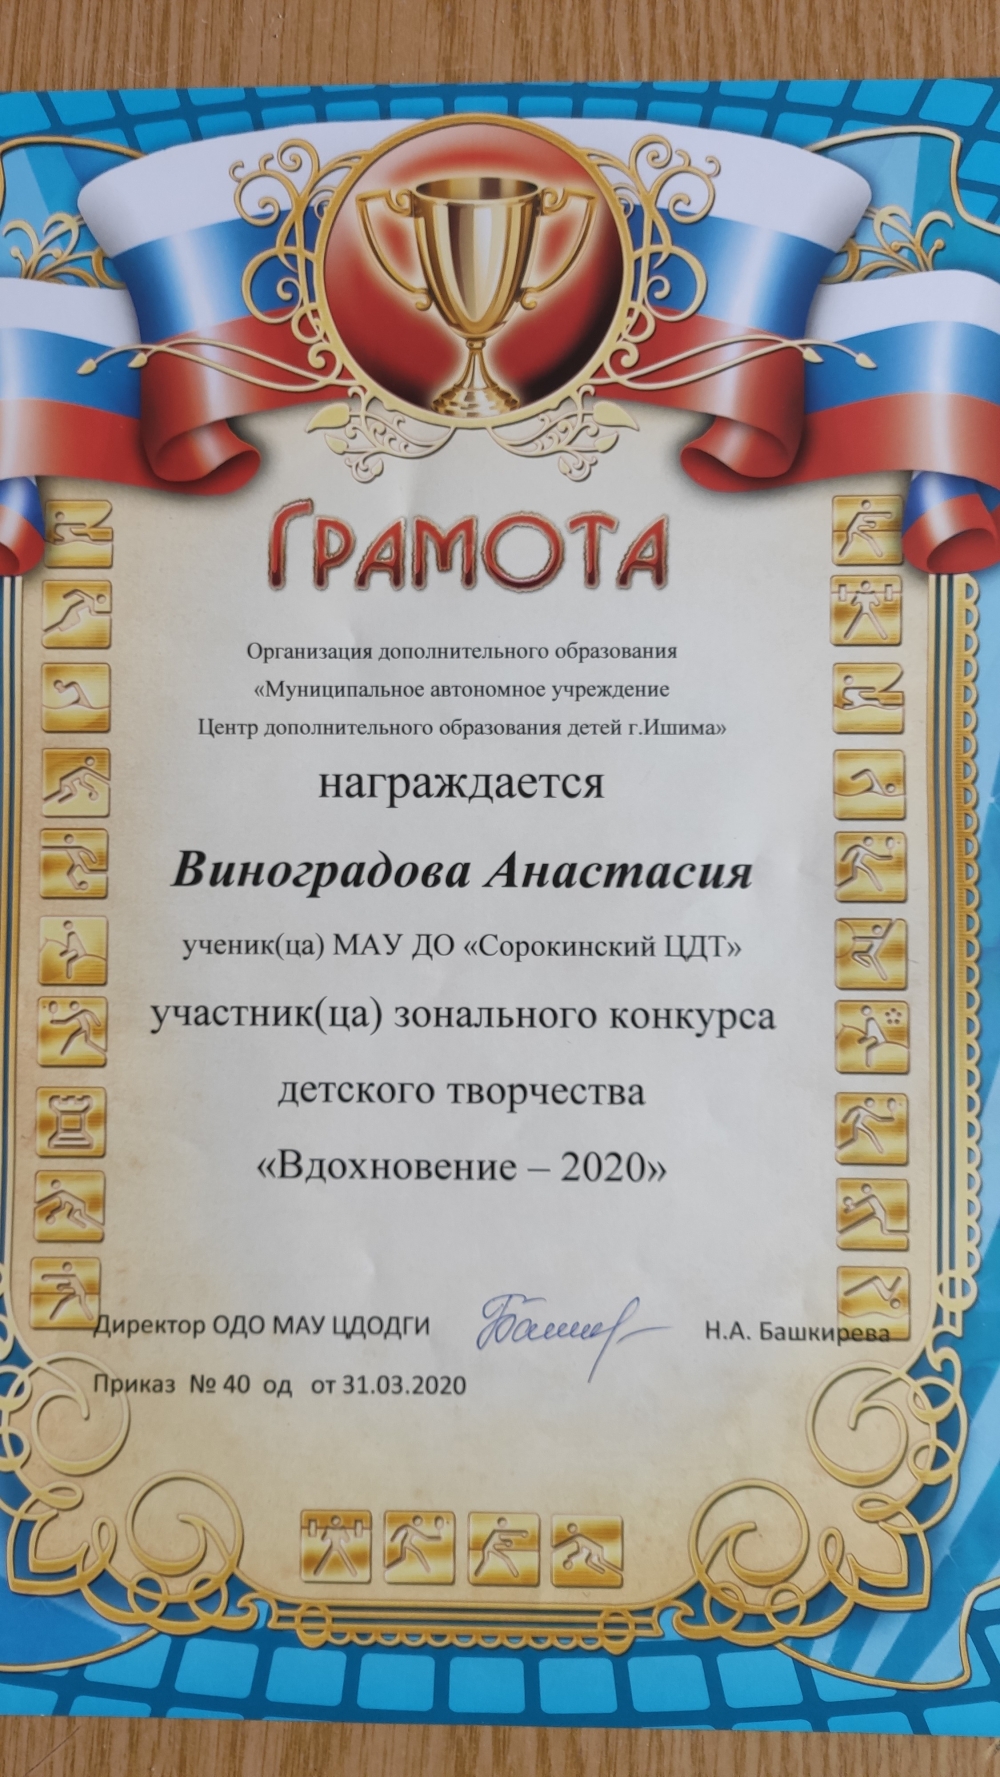 Грамота
Организация дополнительного образования
«Муниципальное автономное учреждение
Центр дополнительного образования детей г.Ишима»
награждается
Виноградова Анастасия
ученик(ца) МАУ ДО «Сорокинский ЦДТ»
участник(ца) зонального конкурса
детского творчества
«Вдохновение – 2020»
Директор ОДО МАУ ЦДОДГИ Н.А. Башкирева
Приказ № 40 од от 31.03.2020